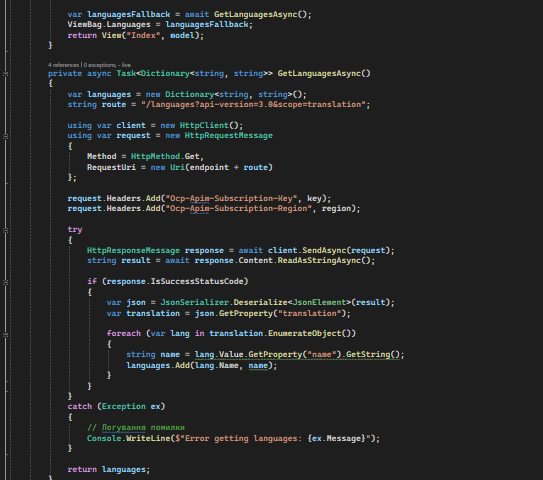 var languagesFallback = await GetLanguagesAsync();
ViewBag.Languages = languagesFallback;
return View("Index", model);
}
4 references | 0 exceptions, - live
private async Task<Dictionary<string, string>> GetLanguagesAsync()
{
var languages = new Dictionary<string, string>();
string route = "/languages?api-version=3.0&scope=translation";
using var client = new HttpClient();
using var request = new HttpRequestMessage
{
Method = HttpMethod.Get,
RequestUri = new Uri(endpoint + route)
};
request.Headers.Add("Ocp-Apim-Subscription-Key", key);
request.Headers.Add("Ocp-Apim-Subscription-Region", region);
try
{
HttpResponseMessage response = await client.SendAsync(request);
string result = await response.Content.ReadAsStringAsync();
if (response.IsSuccessStatusCode)
{
var json = JsonSerializer.Deserialize<JsonElement>(result);
var translation = json.GetProperty("translation");
foreach (var lang in translation.EnumerateObject())
{
string name = lang.Value.GetProperty("name").GetString();
languages.Add(lang.Name, name);
}
}
}
catch (Exception ex)
{
// Логування помилки
Console.WriteLine($"Error getting languages: {ex.Message}");
}
return languages;
}